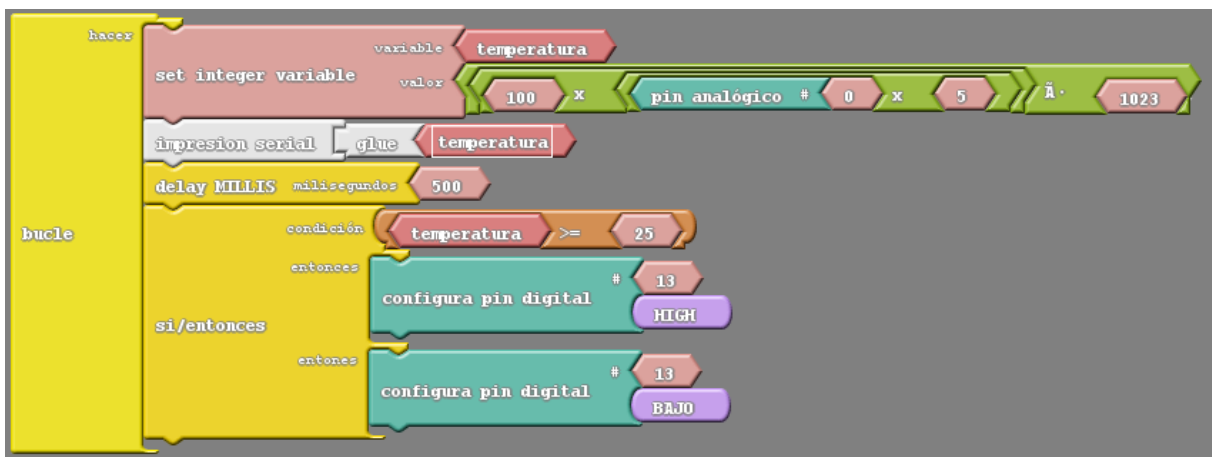 hacer
variable temperatura
set integer variable
valor 100 x pin analógico # 0 x 5 Ã· 1023
impresion serial glue temperatura
delay MILLIS milisegundos 500
bucle
condición temperatura >= 25
entonces
# 13
configura pin digital
HIGH
si/entonces
entones
# 13
configura pin digital
BAJO